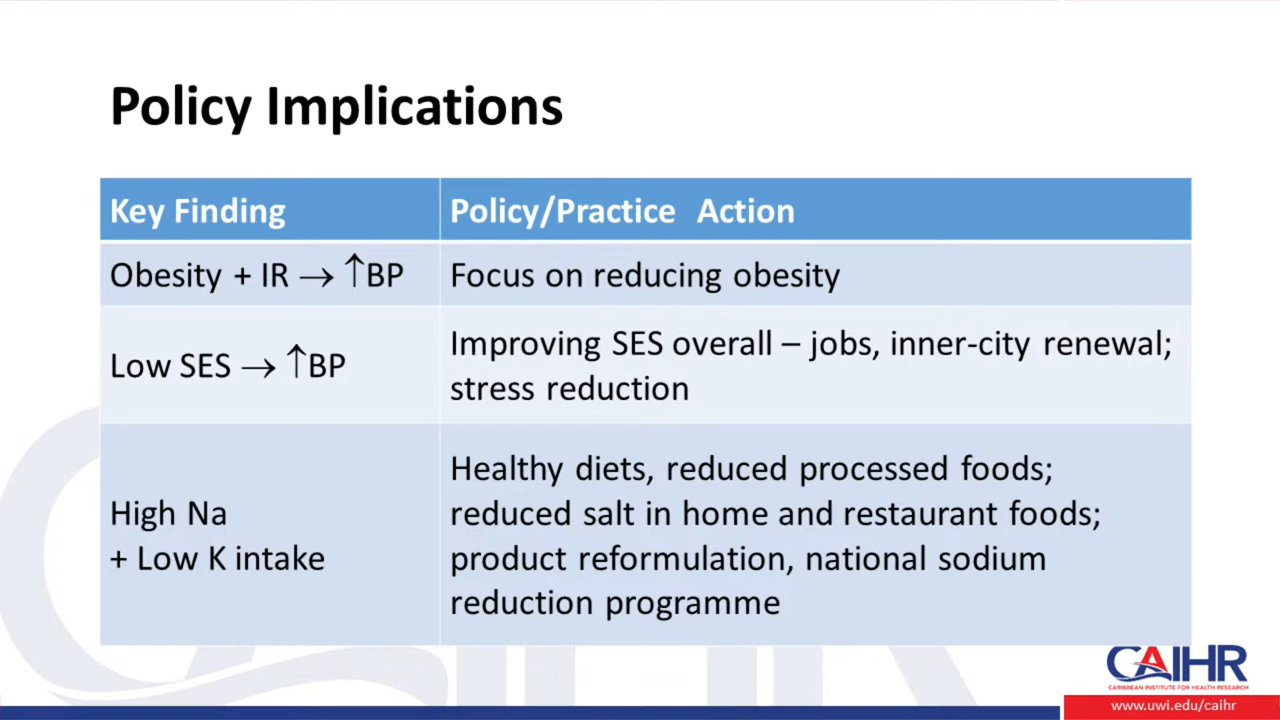 Policy Implications
Key Finding
Policy/Practice Action
Obesity + IR → ↑BP
Focus on reducing obesity
Low SES → ↑BP
Improving SES overall – jobs, inner-city renewal;
stress reduction
High Na
+ Low K intake
Healthy diets, reduced processed foods;
reduced salt in home and restaurant foods;
product reformulation, national sodium
reduction programme
CAIHR
CARIBBEAN INSTITUTE FOR HEALTH RESEARCH
www.uwi.edu/caihr